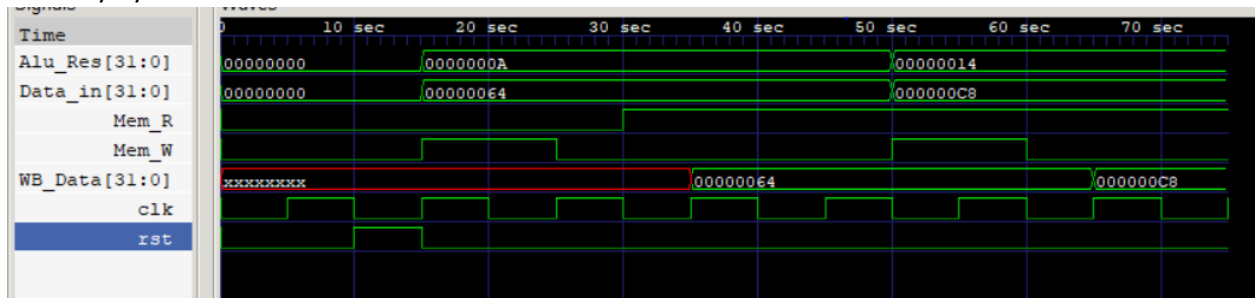 Signals Waves
Time 0 10 sec 20 sec 30 sec 40 sec 50 sec 60 sec 70 sec
Alu_Res[31:0] 00000000 0000000A 00000014
Data_in[31:0] 00000000 00000064 000000C8
Mem_R
Mem_W
WB_Data[31:0] xxxxxxxx 00000064 000000C8
clk
rst